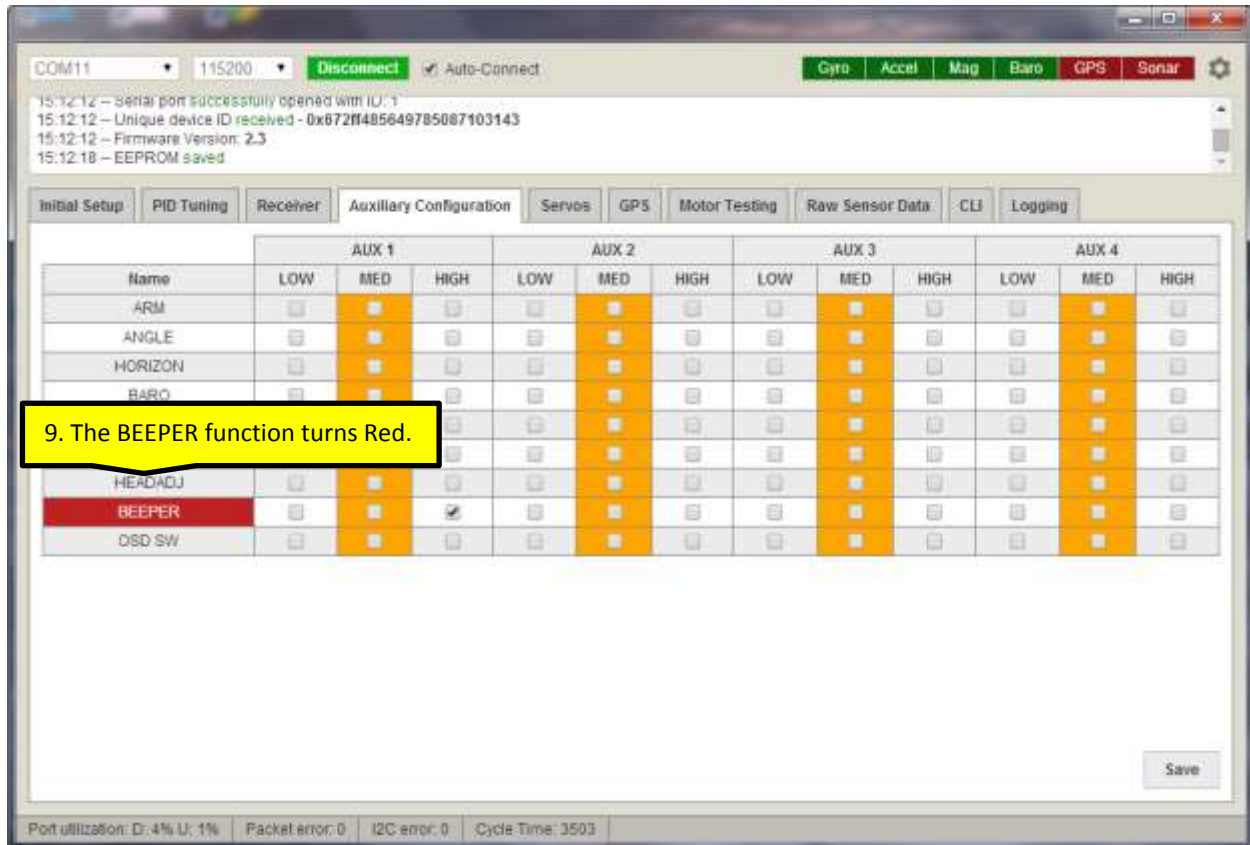 COM11 115200 Disconnect Auto-Connect Gyro Accel Mag Baro GPS Sonar
15:12:12 -- Serial port successfully opened with ID: 1
15:12:12 -- Unique device ID received - 0x672ff485649785087103143
15:12:12 -- Firmware Version: 2.3
15:12:18 -- EEPROM saved
Initial Setup PID Tuning Receiver Auxiliary Configuration Servos GPS Motor Testing Raw Sensor Data CLI Logging
AUX 1 AUX 2 AUX 3 AUX 4
Name LOW MED HIGH LOW MED HIGH LOW MED HIGH LOW MED HIGH
ARM
ANGLE
HORIZON
BARO
9. The BEEPER function turns Red.
HEADADJ
BEEPER
OSD SW
Save
Port utilization: D: 4% U: 1% Packet error: 0 I2C error: 0 Cycle Time: 3503